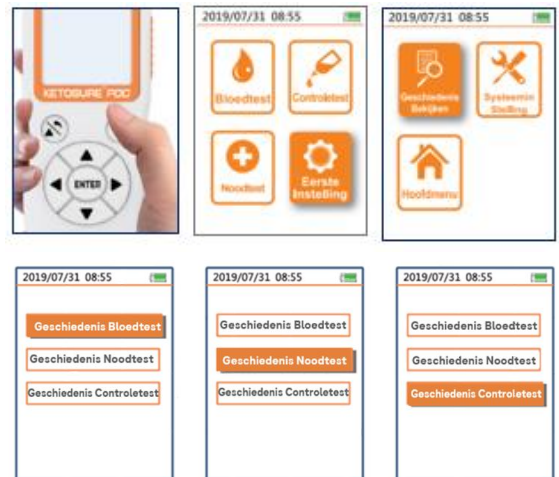 KETOSURE POC
ENTER
2019/07/31 08:55
Bloedtest
Controletest
Noodtest
Eerste
Instelling
2019/07/31 08:55
Geschiedenis
Bekijken
Systeemin
Stelling
Hoofdmenu
2019/07/31 08:55
Geschiedenis Bloedtest
Geschiedenis Noodtest
Geschiedenis Controletest
2019/07/31 08:55
Geschiedenis Bloedtest
Geschiedenis Noodtest
Geschiedenis Controletest
2019/07/31 08:55
Geschiedenis Bloedtest
Geschiedenis Noodtest
Geschiedenis Controletest